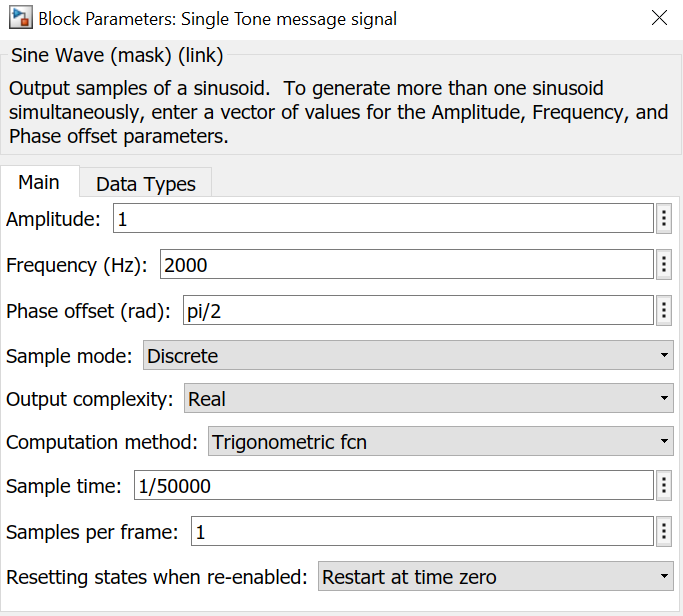 Block Parameters: Single Tone message signal
Sine Wave (mask) (link)
Output samples of a sinusoid.  To generate more than one sinusoid
simultaneously, enter a vector of values for the Amplitude, Frequency, and
Phase offset parameters.
Main Data Types
Amplitude: 1
Frequency (Hz): 2000
Phase offset (rad): pi/2
Sample mode: Discrete
Output complexity: Real
Computation method: Trigonometric fcn
Sample time: 1/50000
Samples per frame: 1
Resetting states when re-enabled: Restart at time zero